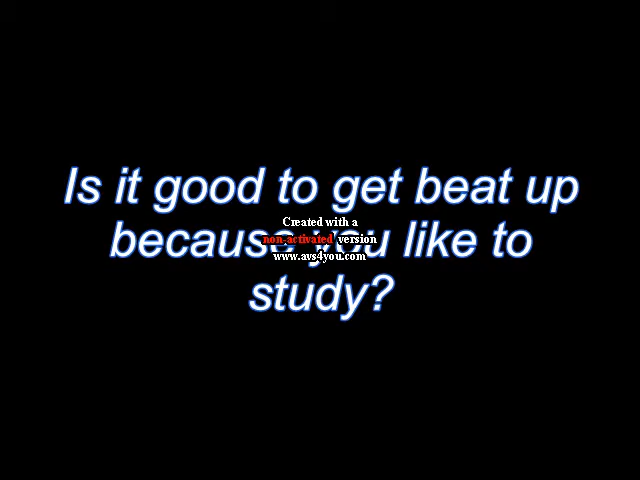 Is it good to get beat up
Created with a
because you like to
non-activated version
www.avs4you.com
study?